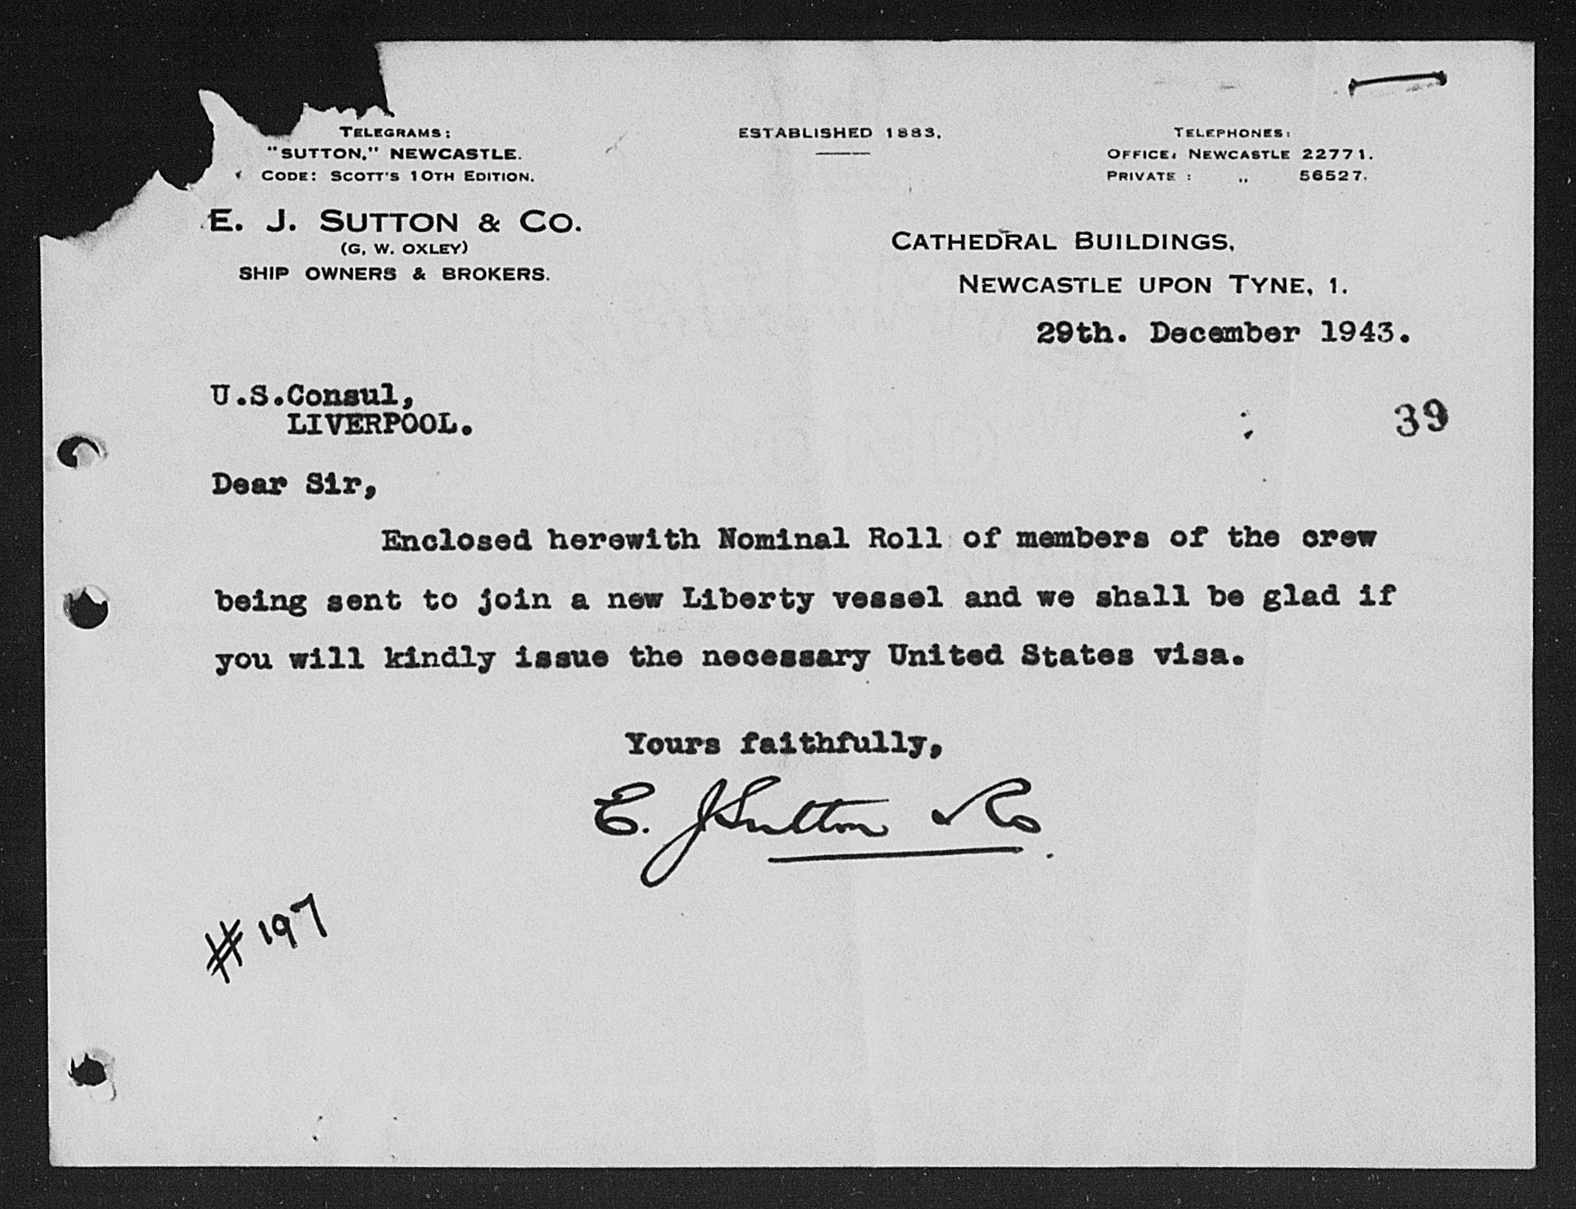 TELEGRAMS:
"SUTTON," NEWCASTLE.
CODE: SCOTT'S 10TH EDITION.
ESTABLISHED 1883.
TELEPHONES:
OFFICE: NEWCASTLE 22771.
PRIVATE : ,, 56527.
E. J. SUTTON & CO.
(G. W. OXLEY)
SHIP OWNERS & BROKERS.
CATHEDRAL BUILDINGS,
NEWCASTLE UPON TYNE, 1.
29th. December 1943.
U.S.Consul,
LIVERPOOL.
39
Dear Sir,
Enclosed herewith Nominal Roll of members of the crew
being sent to join a new Liberty vessel and we shall be glad if
you will kindly issue the necessary United States visa.
Yours faithfully,
E. J Sutton & Co
#197